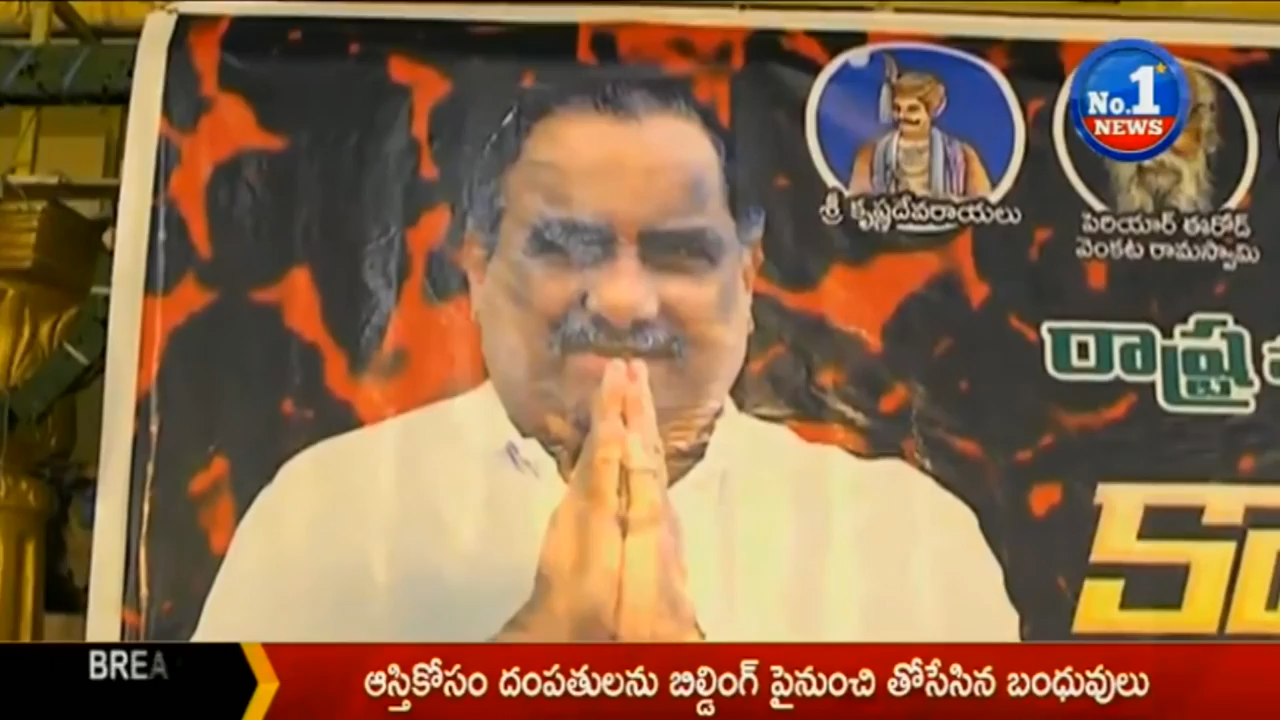 No.1
NEWS
శ్రీ కృష్ణదేవరాయలు
పెరియార్ ఈరోడ్
వెంకట రామస్వామి
రాష్ట్ర
BREA
ఆస్తికోసం దంపతులను బిల్డింగ్ పైనుంచి తోసేసిన బంధువులు